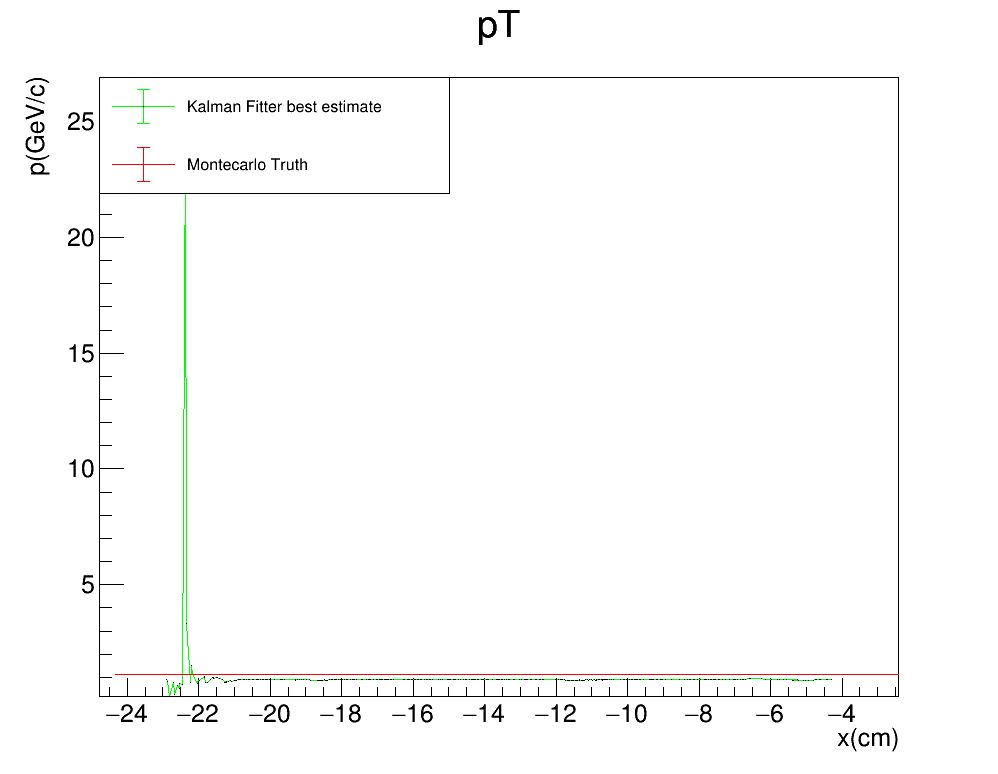 pT
p(GeV/c)
Kalman Fitter best estimate
Montecarlo Truth
25
20
15
10
5
−24 −22 −20 −18 −16 −14 −12 −10 −8 −6 −4
x(cm)